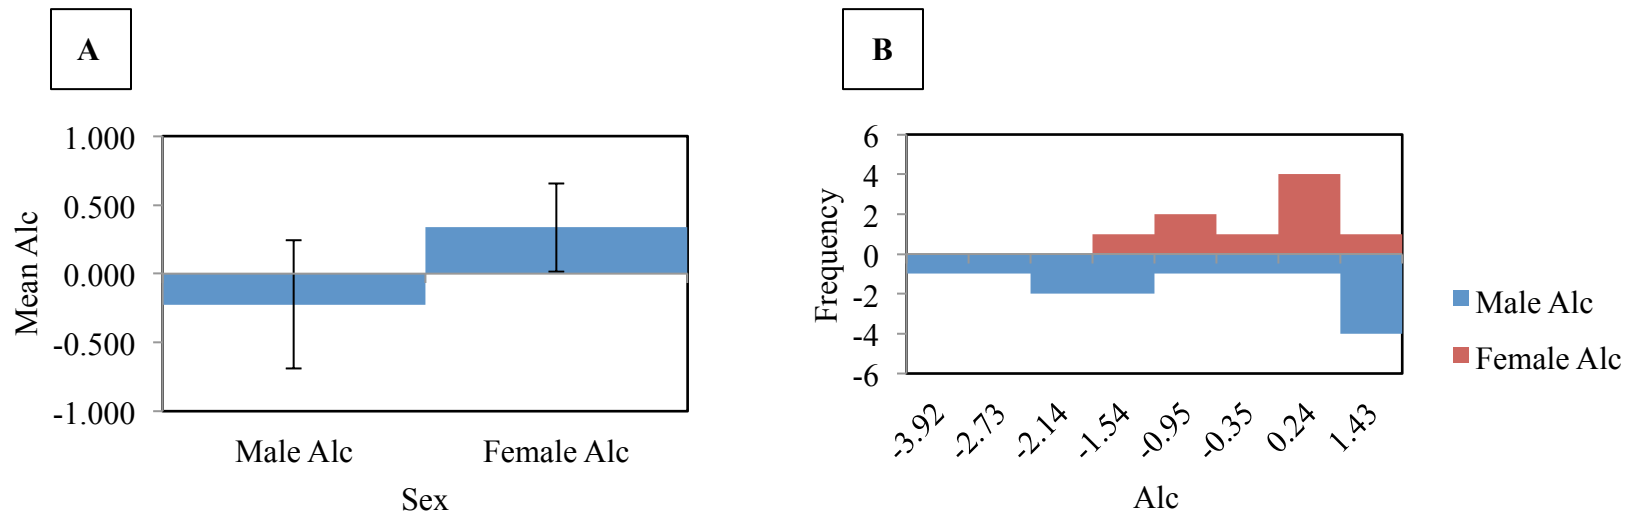 A
B
1.000
0.500
0.000
-0.500
-1.000
Mean Alc
Male Alc
Female Alc
Sex
6
4
2
0
-2
-4
-6
Frequency
-3.92
-2.73
-2.14
-1.54
-0.95
-0.35
0.24
1.43
Alc
Male Alc
Female Alc